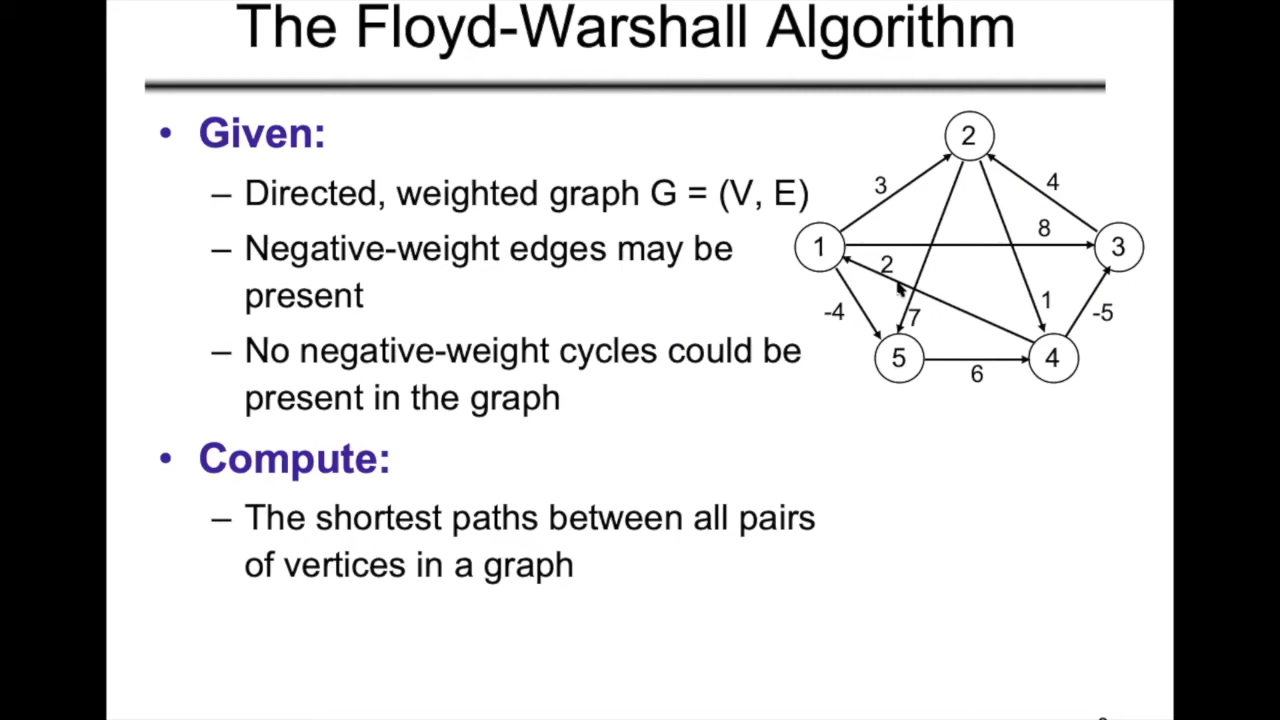 The Floyd-Warshall Algorithm
• Given:
– Directed, weighted graph G = (V, E)
– Negative-weight edges may be
present
– No negative-weight cycles could be
present in the graph
• Compute:
– The shortest paths between all pairs
of vertices in a graph
2
3 4
8
1 3
2
-4 7 1 -5
5 4
6